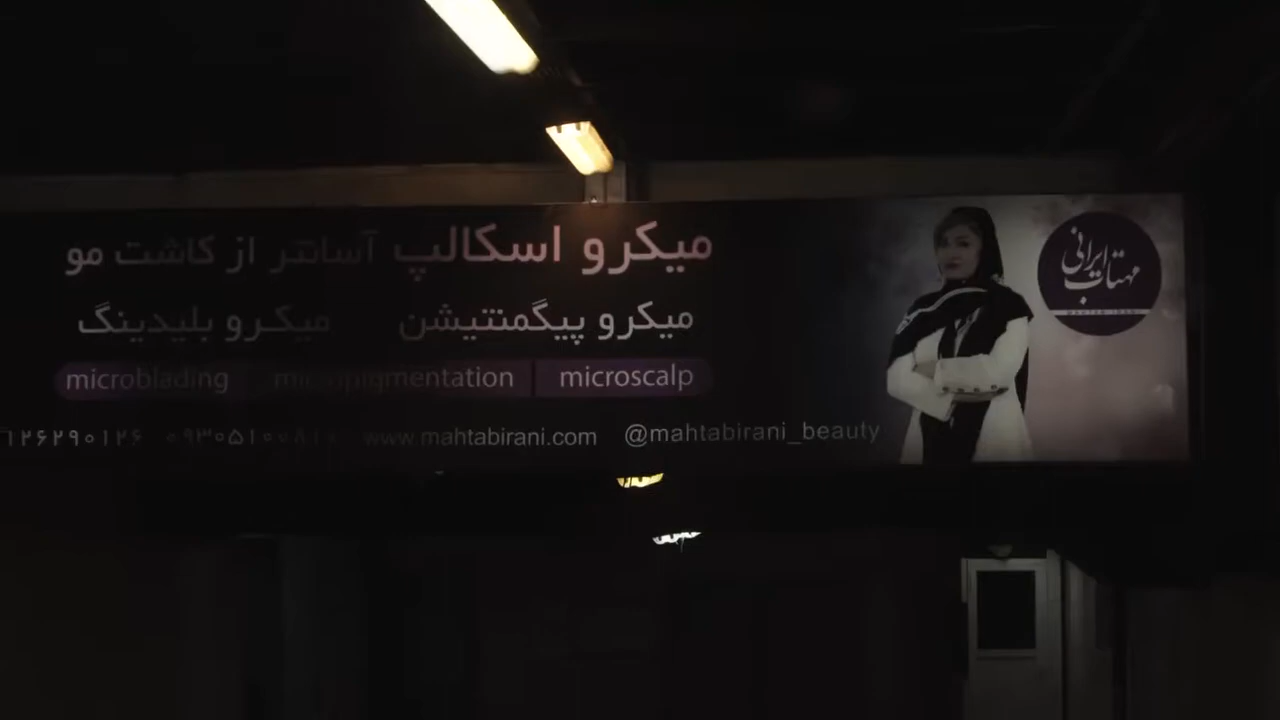 میکرو اسکالپ آسانتر از کاشت مو
میکرو پیگمنتیشن میکرو بلیدینگ
microblading micropigmentation microscalp
www.mahtabirani.com @mahtabirani_beauty
مهتاب ایرانی